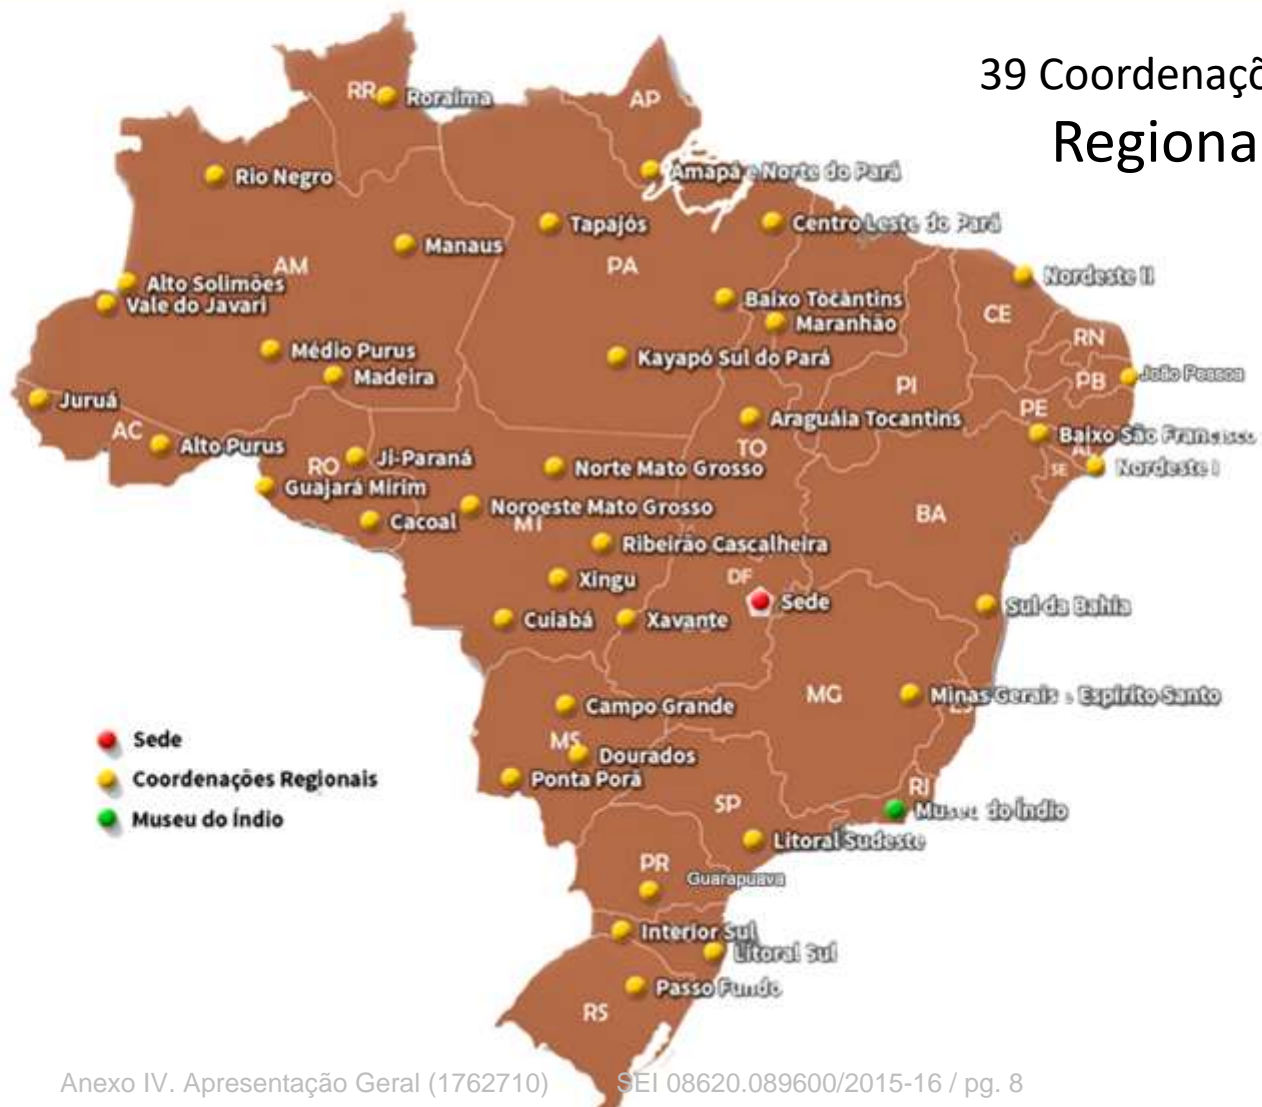 39 Coordenaçõ
Regiona
RR
Roraima
AP
Rio Negro
Amapá e Norte do Pará
Tapajós
Centro Leste do Pará
Manaus
AM
PA
Nordeste II
Alto Solimões
Vale do Javari
Baixo Tocantins
Maranhão
CE
RN
Médio Purus
Kayapó Sul do Pará
Madeira
PI
PB
João Pessoa
Juruá
PE
AC
Alto Purus
Araguáia Tocantins
TO
Baixo São Francisco
AL
RO
Ji-Paraná
Norte Mato Grosso
SE
Nordeste I
Guajará Mirim
Noroeste Mato Grosso
MT
Cacoal
BA
Ribeirão Cascalheira
Xingu
DF
Sede
Sul da Bahia
Cuiabá
Xavante
MG
Minas Gerais e Espírito Santo
ES
Campo Grande
MS
Dourados
Ponta Porã
Sede
Coordenações Regionais
Museu do Índio
RJ
SP
Museu do Índio
Litoral Sudeste
PR
Guarapuava
Interior Sul
Litoral Sul
Passo Fundo
RS
Anexo IV. Apresentação Geral (1762710) SEI 08620.089600/2015-16 / pg. 8